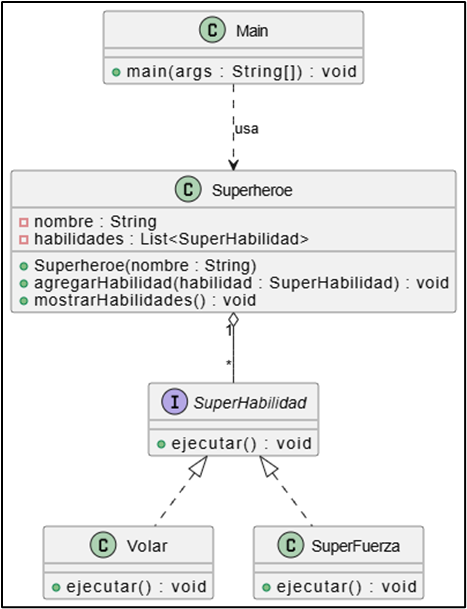 C Main
main(args : String[]) : void
usa
C Superheroe
nombre : String
habilidades : List<SuperHabilidad>
Superheroe(nombre : String)
agregarHabilidad(habilidad : SuperHabilidad) : void
mostrarHabilidades() : void
1
*
I SuperHabilidad
ejecutar() : void
C Volar
ejecutar() : void
C SuperFuerza
ejecutar() : void